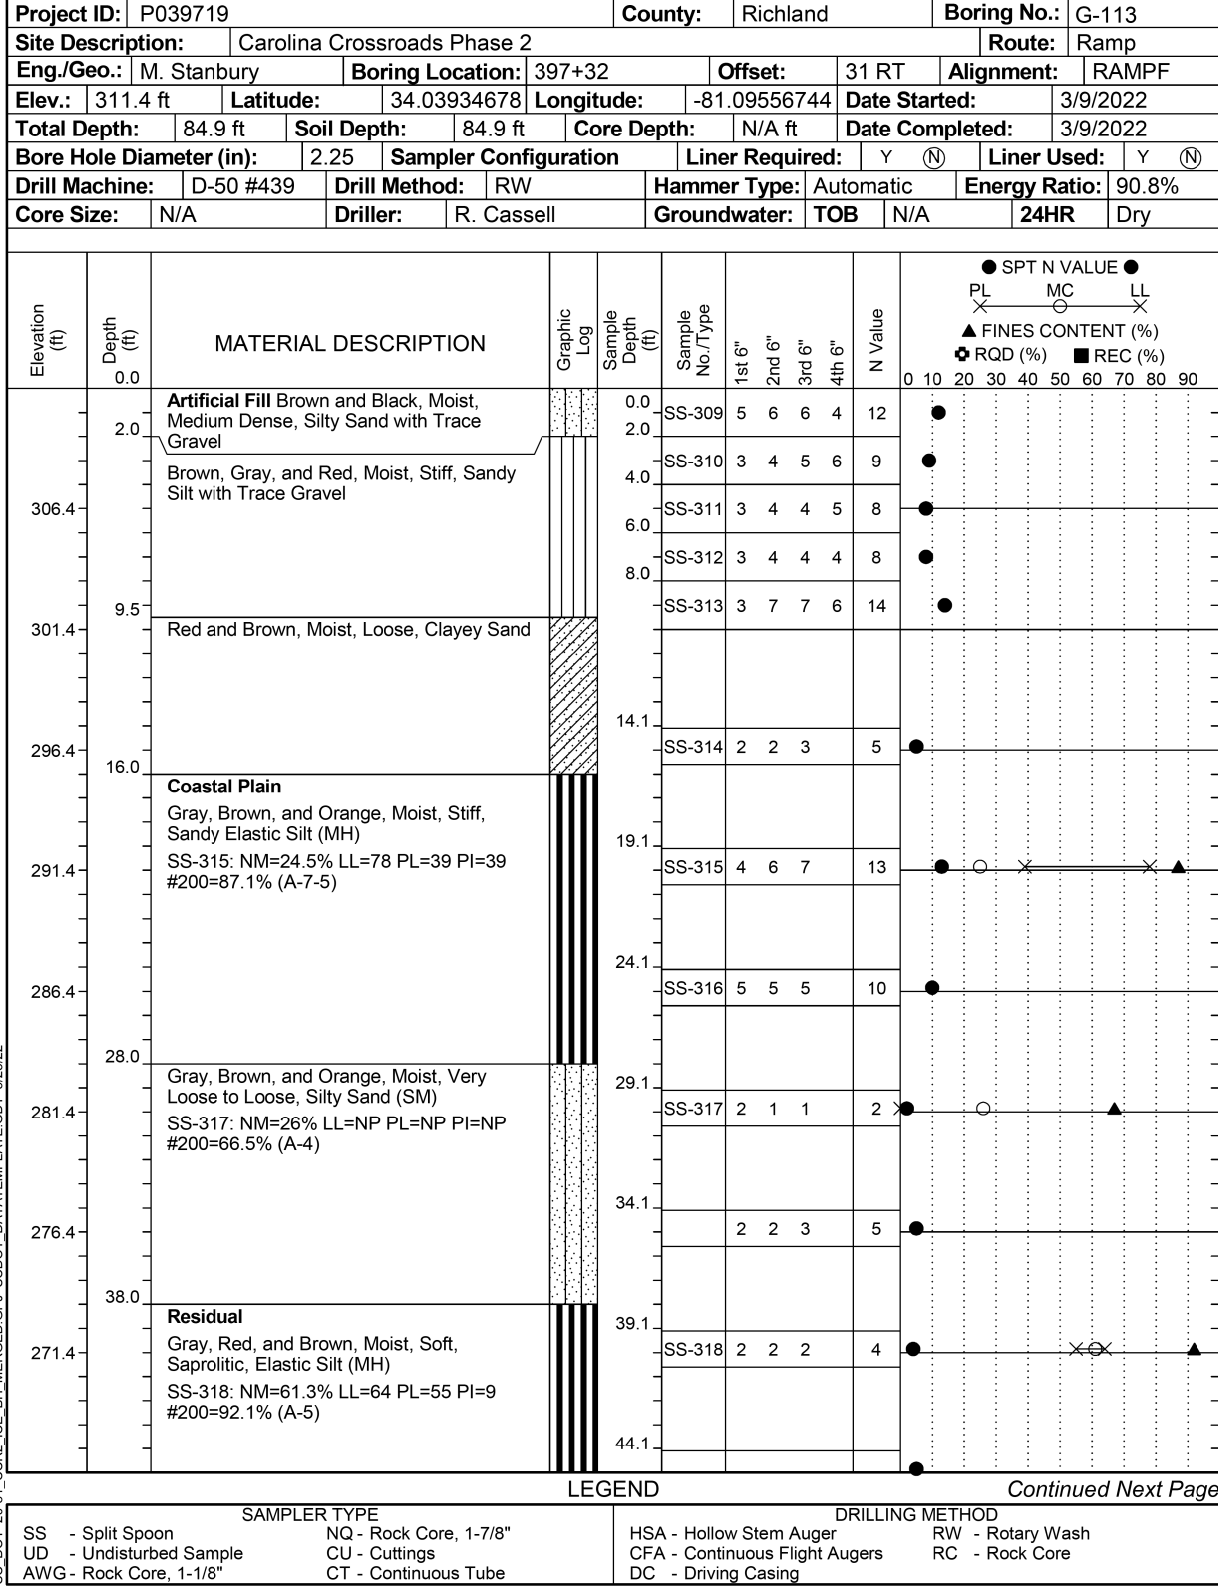 Project ID: P039719 County: Richland Boring No.: G-113
Site Description: Carolina Crossroads Phase 2 Route: Ramp
Eng./Geo.: M. Stanbury Boring Location: 397+32 Offset: 31 RT Alignment: RAMPF
Elev.: 311.4 ft Latitude: 34.03934678 Longitude: -81.09556744 Date Started: 3/9/2022
Total Depth: 84.9 ft Soil Depth: 84.9 ft Core Depth: N/A ft Date Completed: 3/9/2022
Bore Hole Diameter (in): 2.25 Sampler Configuration Liner Required: Y N Liner Used: Y N
Drill Machine: D-50 #439 Drill Method: RW Hammer Type: Automatic Energy Ratio: 90.8%
Core Size: N/A Driller: R. Cassell Groundwater: TOB N/A 24HR Dry
Elevation (ft)
Depth (ft)
0.0
MATERIAL DESCRIPTION
Graphic Log
Sample Depth (ft)
Sample No./Type
1st 6"
2nd 6"
3rd 6"
4th 6"
N Value
SPT N VALUE
PL MC LL
FINES CONTENT (%)
RQD (%) REC (%)
0 10 20 30 40 50 60 70 80 90
Artificial Fill Brown and Black, Moist,
Medium Dense, Silty Sand with Trace
Gravel
0.0
SS-309 5 6 6 4 12
2.0 2.0
Brown, Gray, and Red, Moist, Stiff, Sandy
Silt with Trace Gravel
SS-310 3 4 5 6 9
4.0
306.4 SS-311 3 4 4 5 8
6.0
SS-312 3 4 4 4 8
8.0
9.5 SS-313 3 7 7 6 14
301.4 Red and Brown, Moist, Loose, Clayey Sand
14.1
296.4 SS-314 2 2 3 5
16.0
Coastal Plain
Gray, Brown, and Orange, Moist, Stiff,
Sandy Elastic Silt (MH)
19.1
SS-315: NM=24.5% LL=78 PL=39 PI=39
#200=87.1% (A-7-5)
291.4 SS-315 4 6 7 13
24.1
286.4 SS-316 5 5 5 10
28.0
Gray, Brown, and Orange, Moist, Very
Loose to Loose, Silty Sand (SM)
29.1
SS-317: NM=26% LL=NP PL=NP PI=NP
#200=66.5% (A-4)
281.4 SS-317 2 1 1 2
34.1
276.4 2 2 3 5
38.0
Residual
39.1
Gray, Red, and Brown, Moist, Soft,
Saprolitic, Elastic Silt (MH)
271.4 SS-318 2 2 2 4
SS-318: NM=61.3% LL=64 PL=55 PI=9
#200=92.1% (A-5)
44.1
LEGEND
Continued Next Page
SAMPLER TYPE
SS - Split Spoon NQ - Rock Core, 1-7/8"
UD - Undisturbed Sample CU - Cuttings
AWG - Rock Core, 1-1/8" CT - Continuous Tube
DRILLING METHOD
HSA - Hollow Stem Auger RW - Rotary Wash
CFA - Continuous Flight Augers RC - Rock Core
DC - Driving Casing